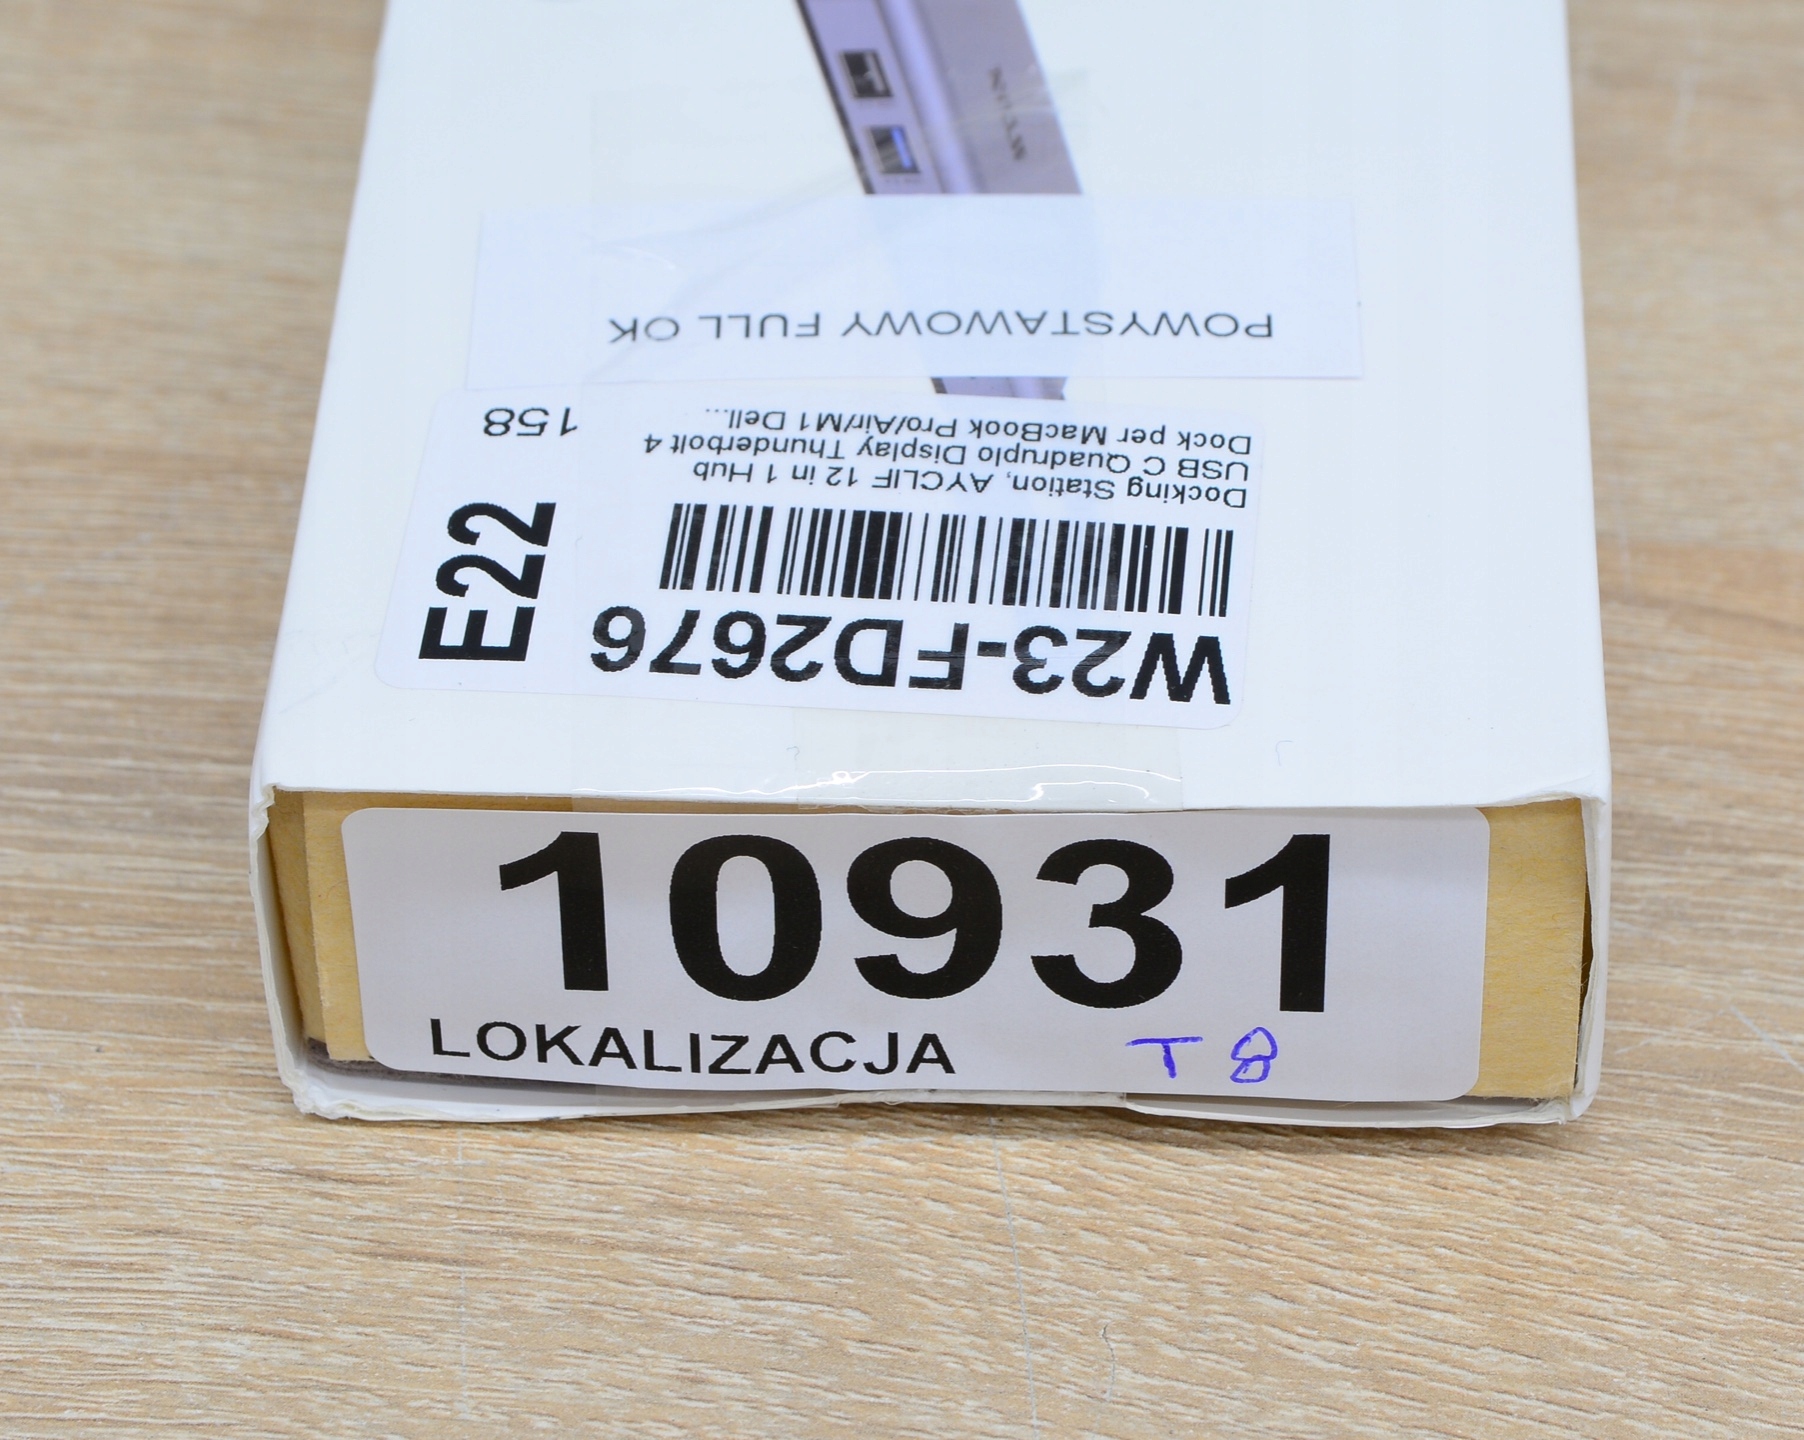 POWYSTAWOWY FULL OK
Docking Station, AYCLIF 12 in 1 Hub
USB C Quadruplo Display Thunderbolt 4
Dock per MacBook Pro/Air/M1 Dell...
158
E22
W23-FD2676
10931
LOKALIZACJA T8